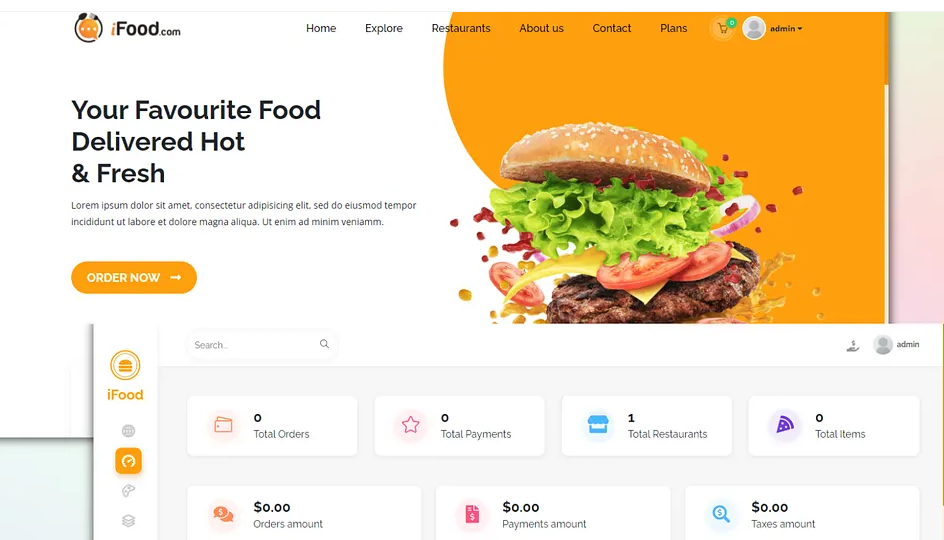 iFood.com
Home Explore Restaurants About us Contact Plans 0 admin
Your Favourite Food
Delivered Hot
& Fresh
Lorem ipsum dolor sit amet, consectetur adipisicing elit, sed do eiusmod tempor
incididunt ut labore et dolore magna aliqua. Ut enim ad minim veniamm.
ORDER NOW →
Search...
$
admin
iFood
0
Total Orders
0
Total Payments
1
Total Restaurants
0
Total Items
$0.00
Orders amount
$0.00
Payments amount
$0.00
Taxes amount